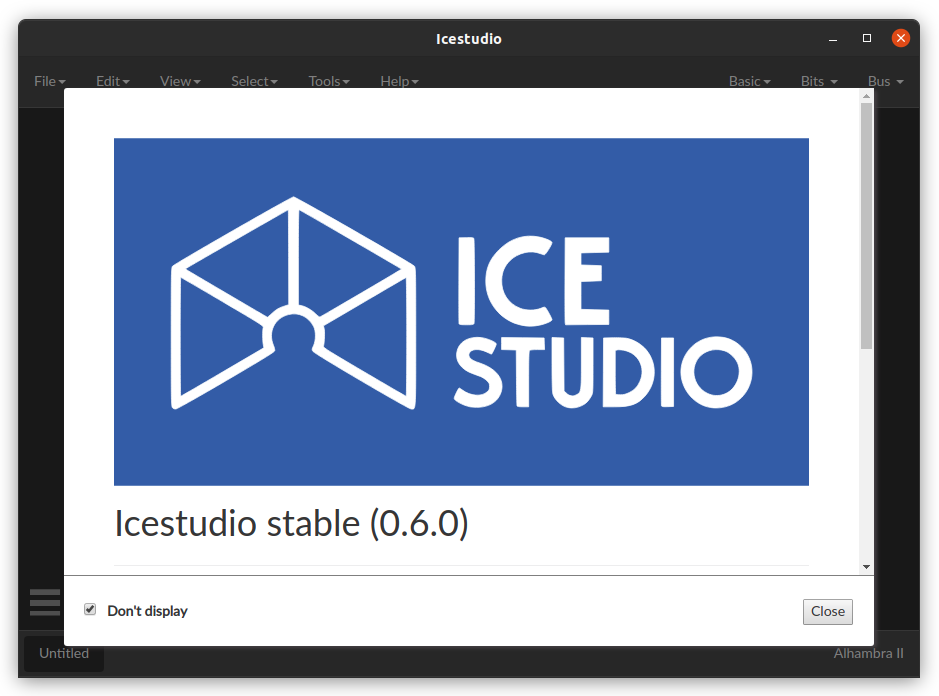 Icestudio
File Edit View Select Tools Help Basic Bits Bus
ICE
STUDIO
Icestudio stable (0.6.0)
Don't display Close
Untitled Alhambra II